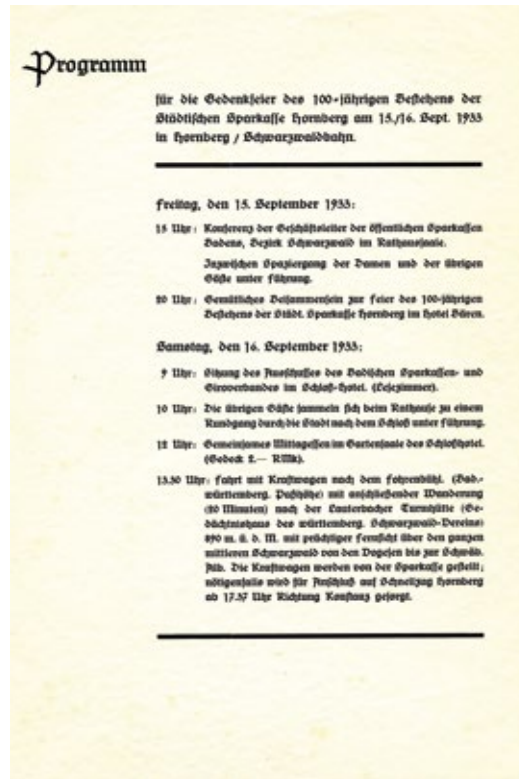 Programm
für die Gedenkfeier des 100-jährigen Bestehens der
Städtischen Sparkasse Hornberg am 15./16. Sept. 1933
in Hornberg / Schwarzwaldbahn.
Freitag, den 15. September 1933:
15 Uhr: Konferenz der Geschäftsleiter der öffentlichen Sparkassen
Badens, Bezirk Schwarzwald im Rathaussaale.
Inzwischen Spaziergang der Damen und der übrigen
Gäste unter Führung.
20 Uhr: Gemütliches Beisammensein zur Feier des 100-jährigen
Bestehens der Städt. Sparkasse Hornberg im Hotel Bären.
Samstag, den 16. September 1933:
9 Uhr: Sitzung des Ausschusses des Badischen Sparkassen- und
Giroverbandes im Schloß-Hotel. (Lesezimmer).
10 Uhr: Die übrigen Gäste sammeln sich beim Rathause zu einem
Rundgang durch die Stadt nach dem Schloß unter Führung.
12 Uhr: Gemeinsames Mittagessen im Gartensaale des Schloßhotel.
(Gedeck 2.— RMk).
13.30 Uhr: Fahrt mit Kraftwagen nach dem Fohrenbühl. (Bad.-
württemberg. Paßhöhe) mit anschließender Wanderung
(20 Minuten) nach der Lauterbacher Turmhütte (Ge-
dächtnishaus des württemberg. Schwarzwald-Vereins)
890 m. ü. d. M. mit prächtiger Fernsicht über den ganzen
mittleren Schwarzwald von den Vogesen bis zur Schwäb.
Alb. Die Kraftwagen werden von der Sparkasse gestellt;
nötigenfalls wird für Anschluß auf Schnellzug Hornberg
ab 17.37 Uhr Richtung Konstanz gesorgt.